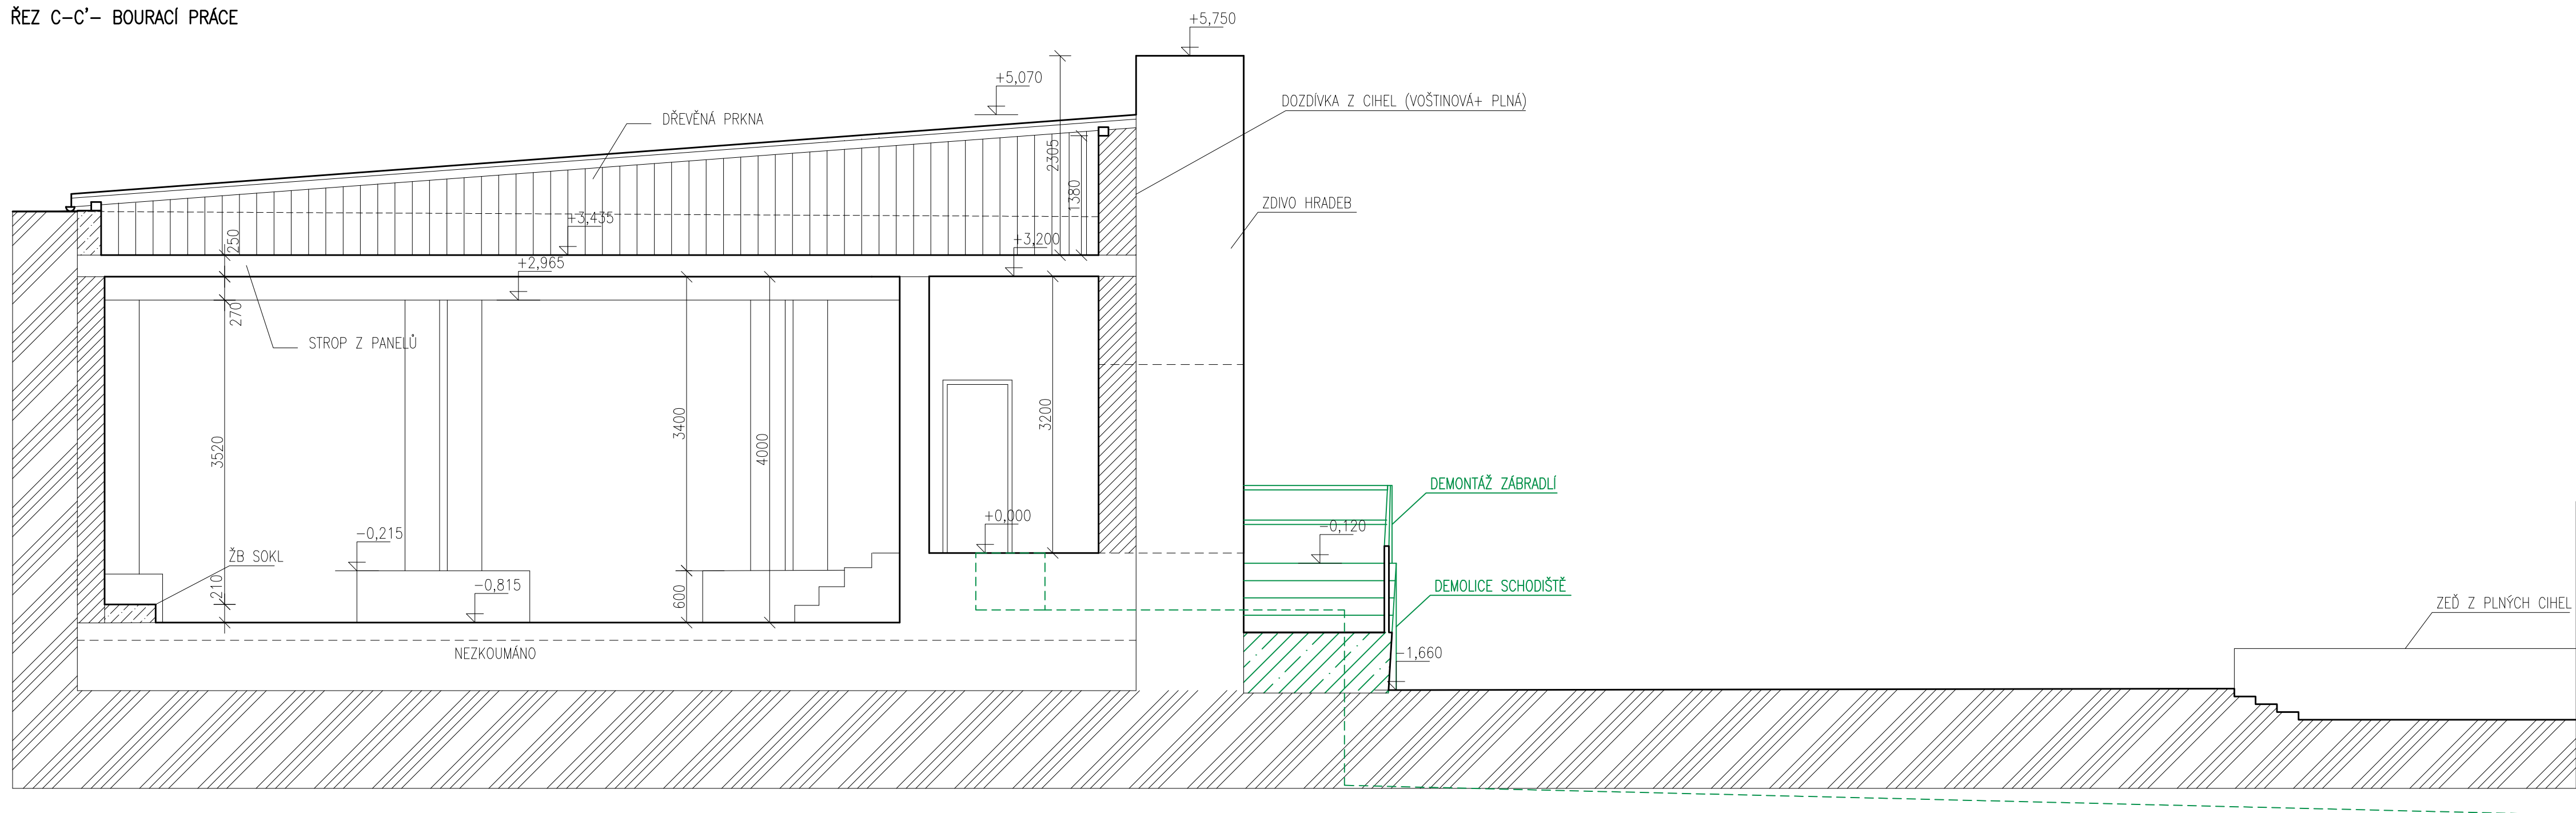 ŘEZ C-C'- BOURACÍ PRÁCE
+5,750
+5,070
DOZDÍVKA Z CIHEL (VOŠTINOVÁ+ PLNÁ)
DŘEVĚNÁ PRKNA
2305
1380
ZDIVO HRADEB
+3,435
250
+3,200
+2,965
270
STROP Z PANELŮ
3520
3400
4000
3200
DEMONTÁŽ ZÁBRADLÍ
+0,000
-0,120
-0,215
ŽB SOKL
210
-0,815
600
DEMOLICE SCHODIŠTĚ
ZEĎ Z PLNÝCH CIHEL
NEZKOUMÁNO
-1,660